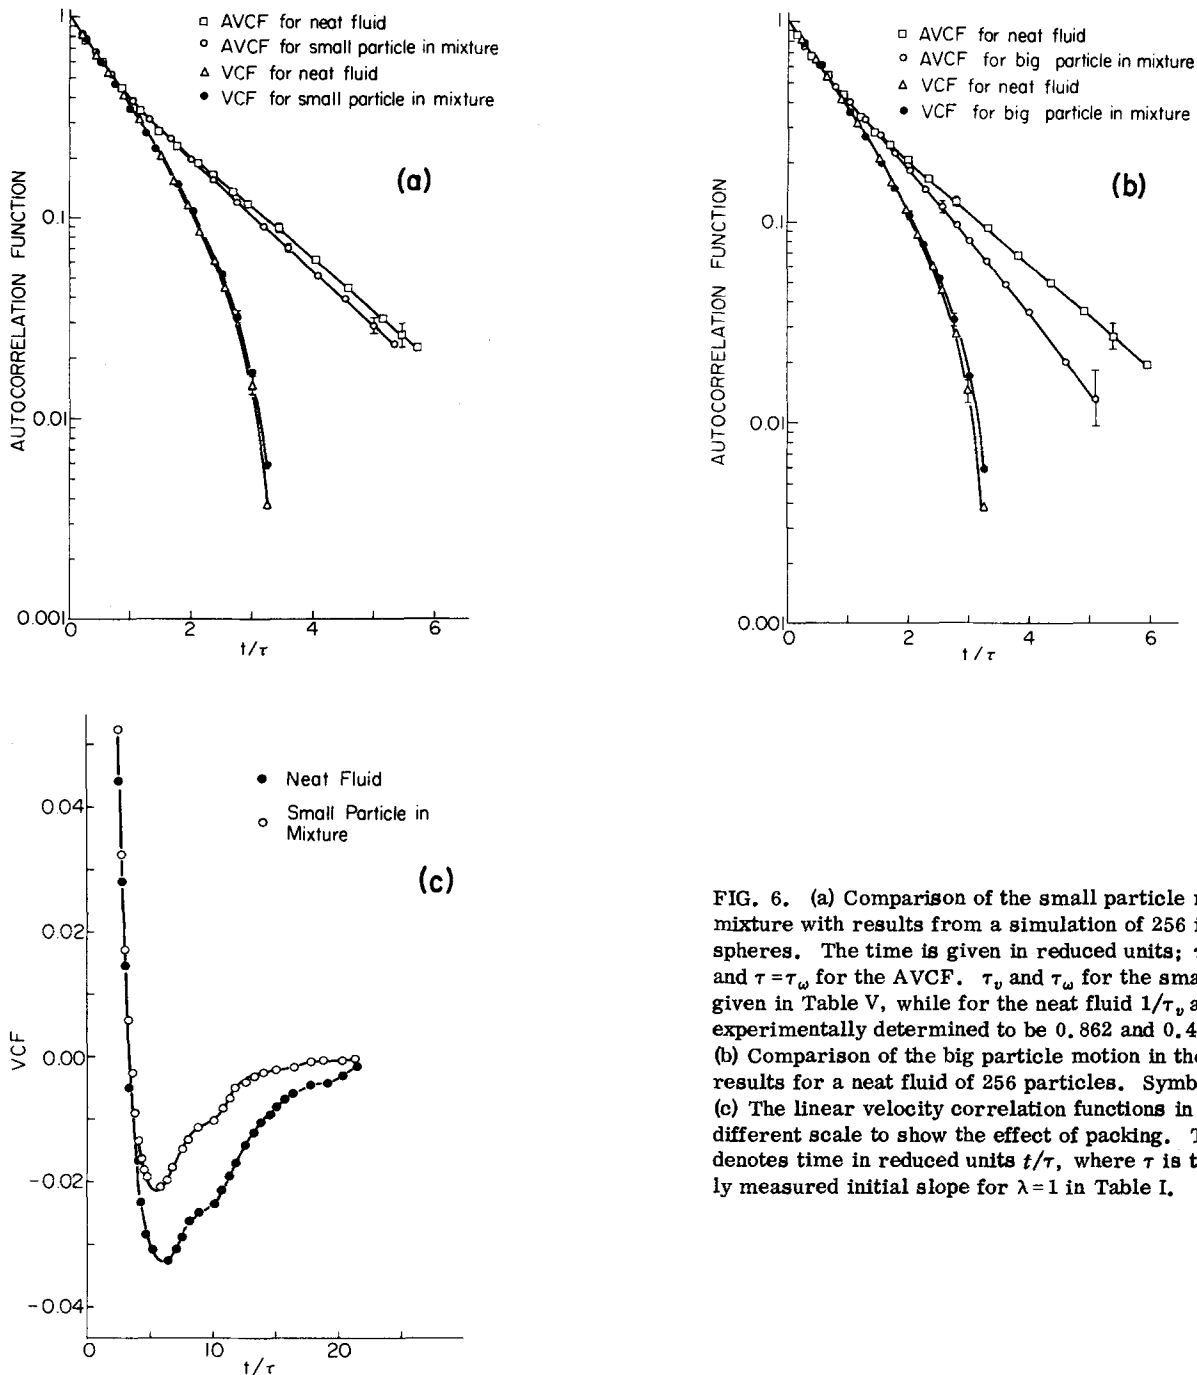 AVCF for neat fluid
AVCF for small particle in mixture
VCF for neat fluid
VCF for small particle in mixture
(a)
AUTOCORRELATION FUNCTION
1
0.1
0.01
0.001
0 2 4 6
t/τ
AVCF for neat fluid
AVCF for big particle in mixture
VCF for neat fluid
VCF for big particle in mixture
(b)
AUTOCORRELATION FUNCTION
1
0.1
0.01
0.001
0 2 4 6
t/τ
Neat Fluid
Small Particle in
Mixture
(c)
VCF
0.04
0.02
0.00
-0.02
-0.04
0 10 20
t/τ
FIG. 6. (a) Comparison of the small particle
mixture with results from a simulation of 256
spheres. The time is given in reduced units;
and τ=τω for the AVCF. τv and τω for the
given in Table V, while for the neat fluid 1/τv
experimentally determined to be 0.862 and
(b) Comparison of the big particle motion in the
results for a neat fluid of 256 particles.
(c) The linear velocity correlation functions in
different scale to show the effect of packing.
denotes time in reduced units t/τ, where τ is
ly measured initial slope for λ=1 in Table I.